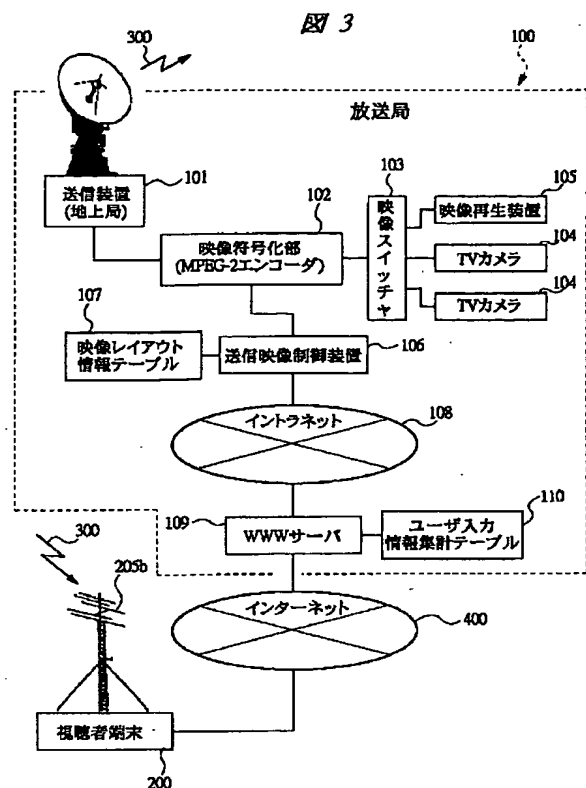 図 3
300
100
放送局
送信装置
(地上局)
101
102
映像符号化部
(MPEG-2エンコーダ)
103
映像スイッチャ
105
映像再生装置
104
TVカメラ
104
TVカメラ
107
映像レイアウト
情報テーブル
送信映像制御装置
106
イントラネット
108
109
WWWサーバ
110
ユーザ入力
情報集計テーブル
300
205b
インターネット
400
視聴者端末
200